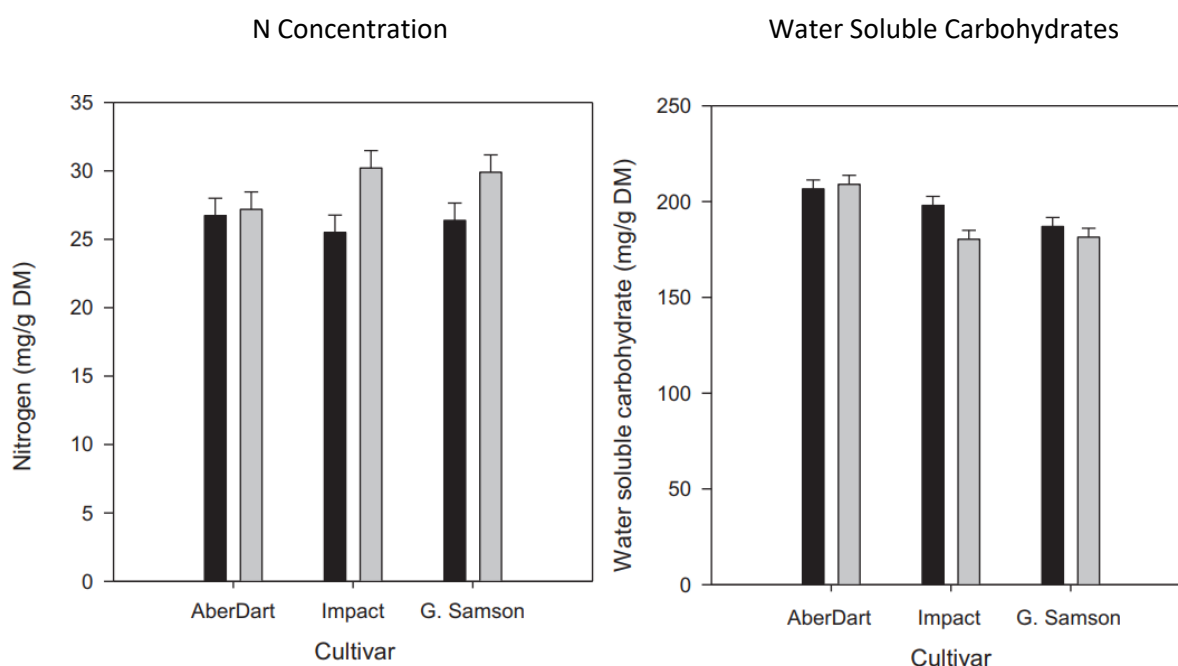 N Concentration
35
30
25
20
15
10
5
0
Nitrogen (mg/g DM)
AberDart Impact G. Samson
Cultivar
Water Soluble Carbohydrates
250
200
150
100
50
0
Water soluble carbohydrate (mg/g DM)
AberDart Impact G. Samson
Cultivar